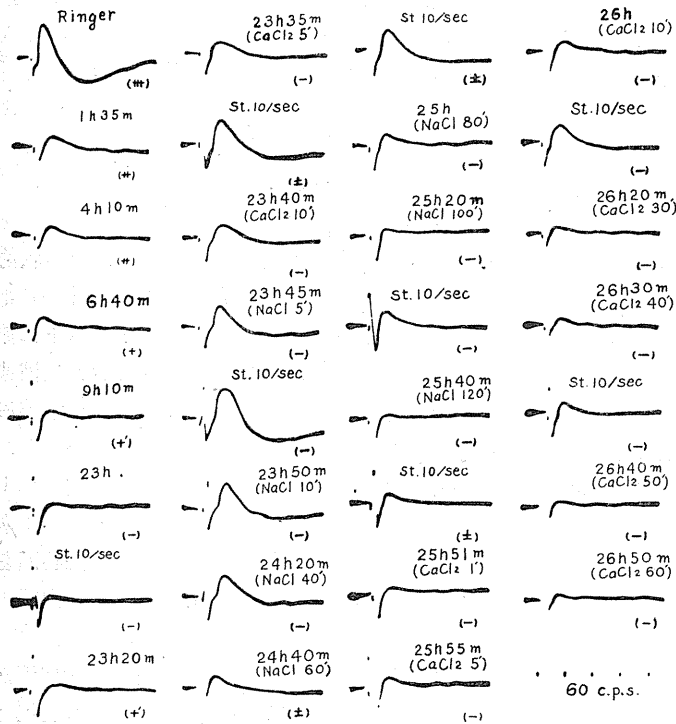 Ringer
(###)
1h35m
(##)
4h10m
(##)
6h40m
(+)
9h10m
(+')
23h.
(-)
St.10/sec
(-)
23h20m
(+')
23h35m
(CaCl2 5')
(-)
St.10/sec
(±)
23h40m
(CaCl2 10')
(-)
23h45m
(NaCl 5')
(-)
St.10/sec
(-)
23h50m
(NaCl 10')
(-)
24h20m
(NaCl 40')
(-)
24h40m
(NaCl 60')
(±)
St 10/sec
(±)
25h
(NaCl 80')
(-)
25h20m
(NaCl 100')
(-)
St.10/sec
(-)
25h40m
(NaCl 120')
(-)
St.10/sec
(±)
25h51m
(CaCl2 1')
(-)
25h55m
(CaCl2 5')
(-)
26h
(CaCl2 10')
(-)
St.10/sec
(-)
26h20m
(CaCl2 30')
(-)
26h30m
(CaCl2 40')
(-)
St.10/sec
(-)
26h40m
(CaCl2 50')
(-)
26h50m
(CaCl2 60')
(-)
60 c.p.s.